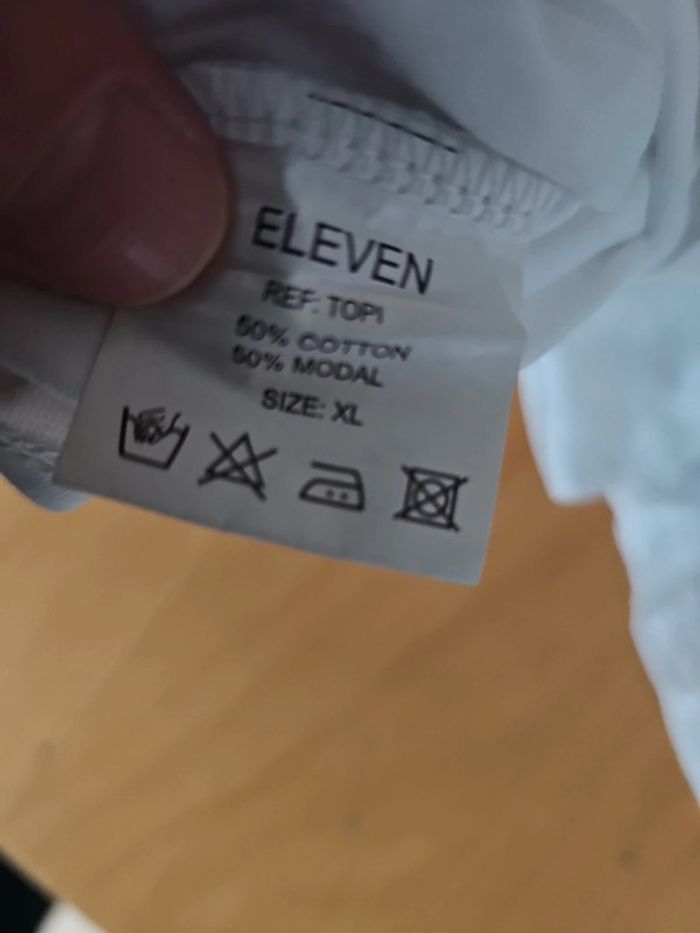 ELEVEN
REF: TOPI
50% COTTON
50% MODAL
SIZE: XL